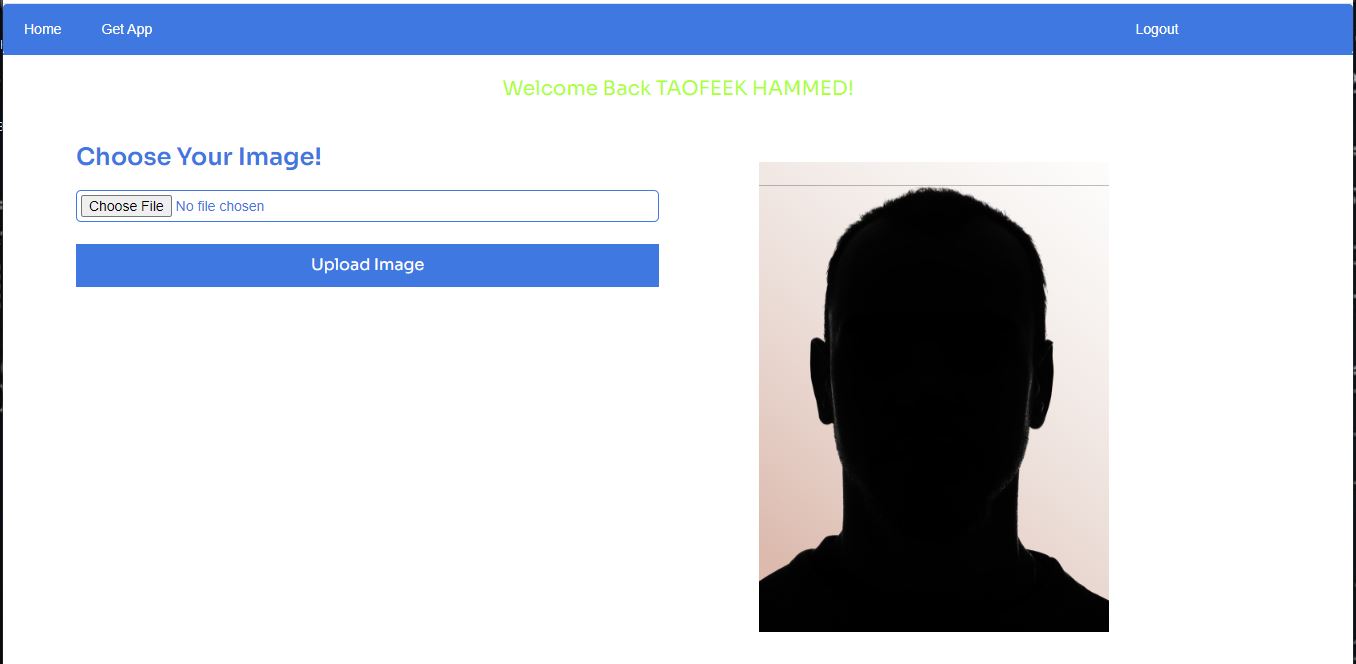 Home Get App Logout
Welcome Back TAOFEEK HAMMED!
Choose Your Image!
Choose File No file chosen
Upload Image